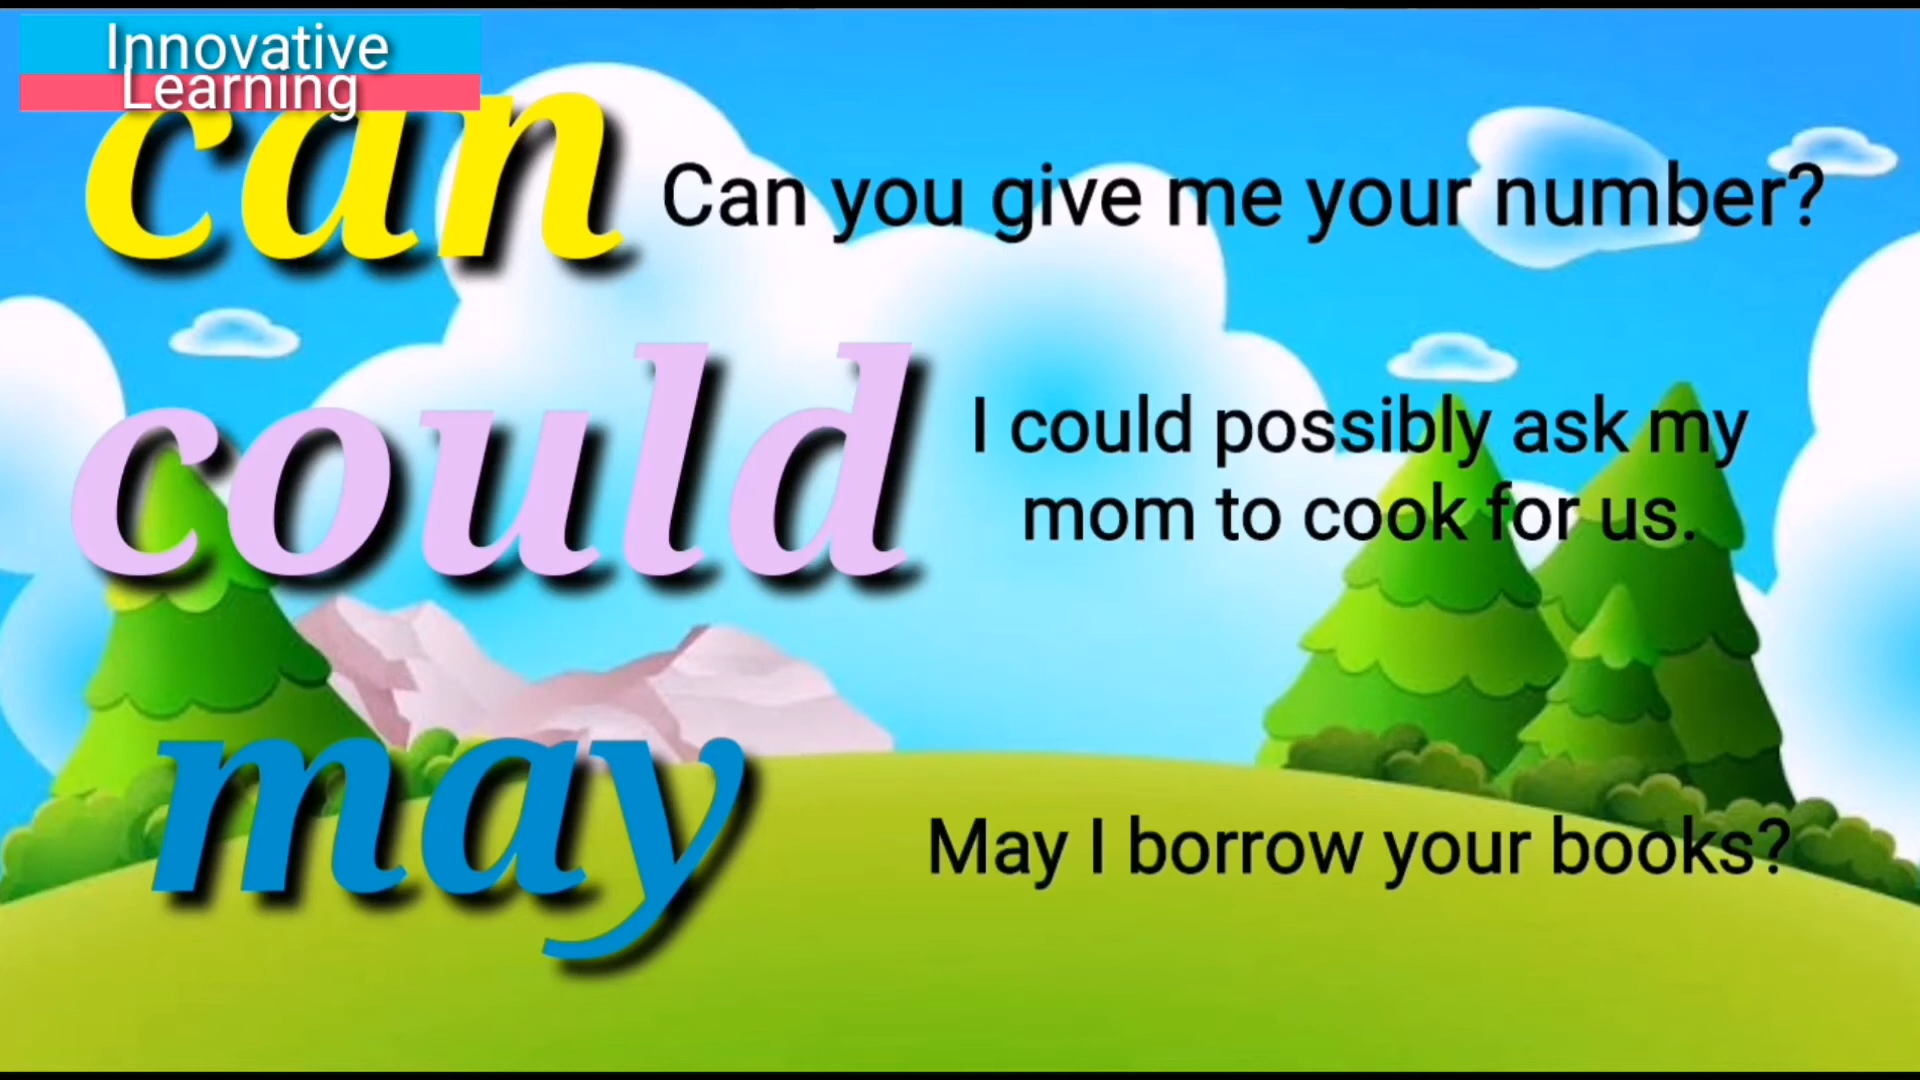 Innovative
Learning
can
Can you give me your number?
could
I could possibly ask my
mom to cook for us.
may
May I borrow your books?